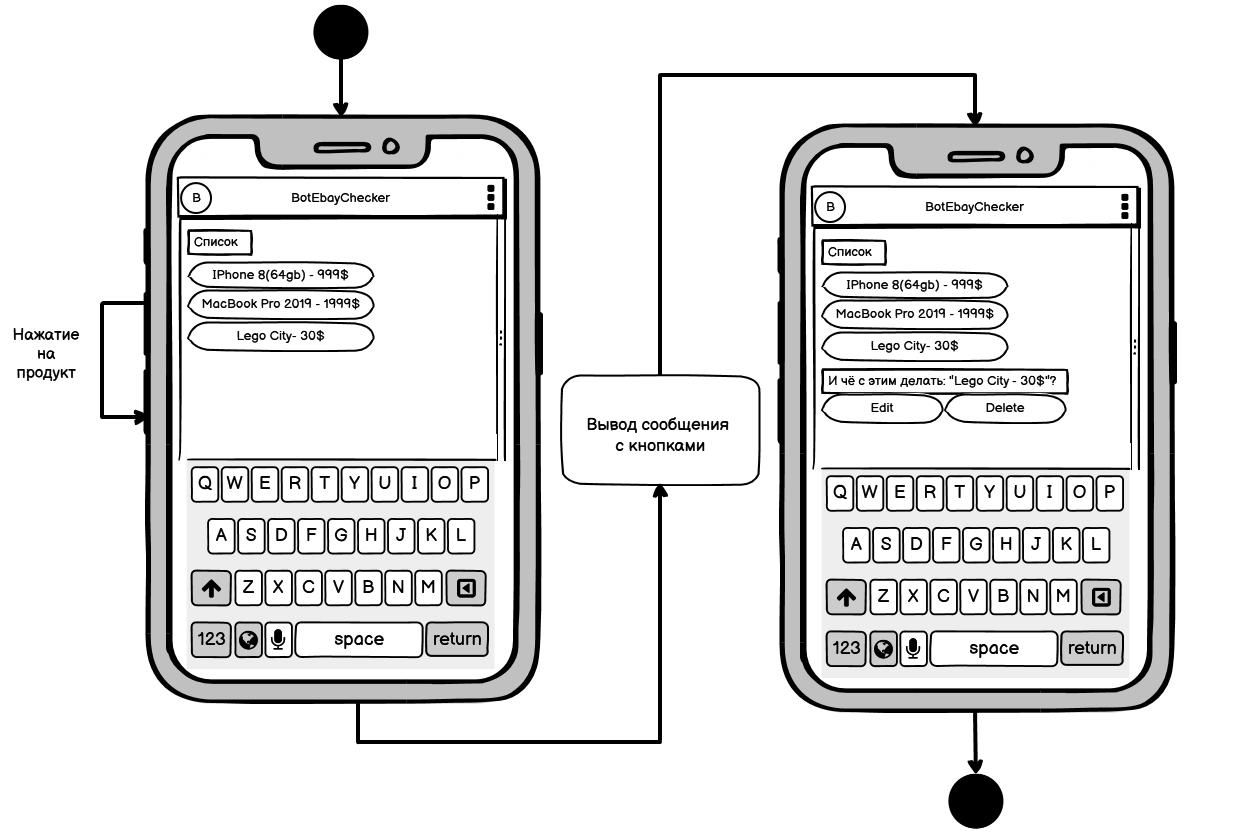 B
BotEbayChecker
Список
IPhone 8(64gb) - 999$
MacBook Pro 2019 - 1999$
Lego City- 30$
Q W E R T Y U I O P
A S D F G H J K L
Z X C V B N M
123 space return
Нажатие
на
продукт
Вывод сообщения
с кнопками
B
BotEbayChecker
Список
IPhone 8(64gb) - 999$
MacBook Pro 2019 - 1999$
Lego City- 30$
И чё с этим делать: "Lego City - 30$"?
Edit Delete
Q W E R T Y U I O P
A S D F G H J K L
Z X C V B N M
123 space return